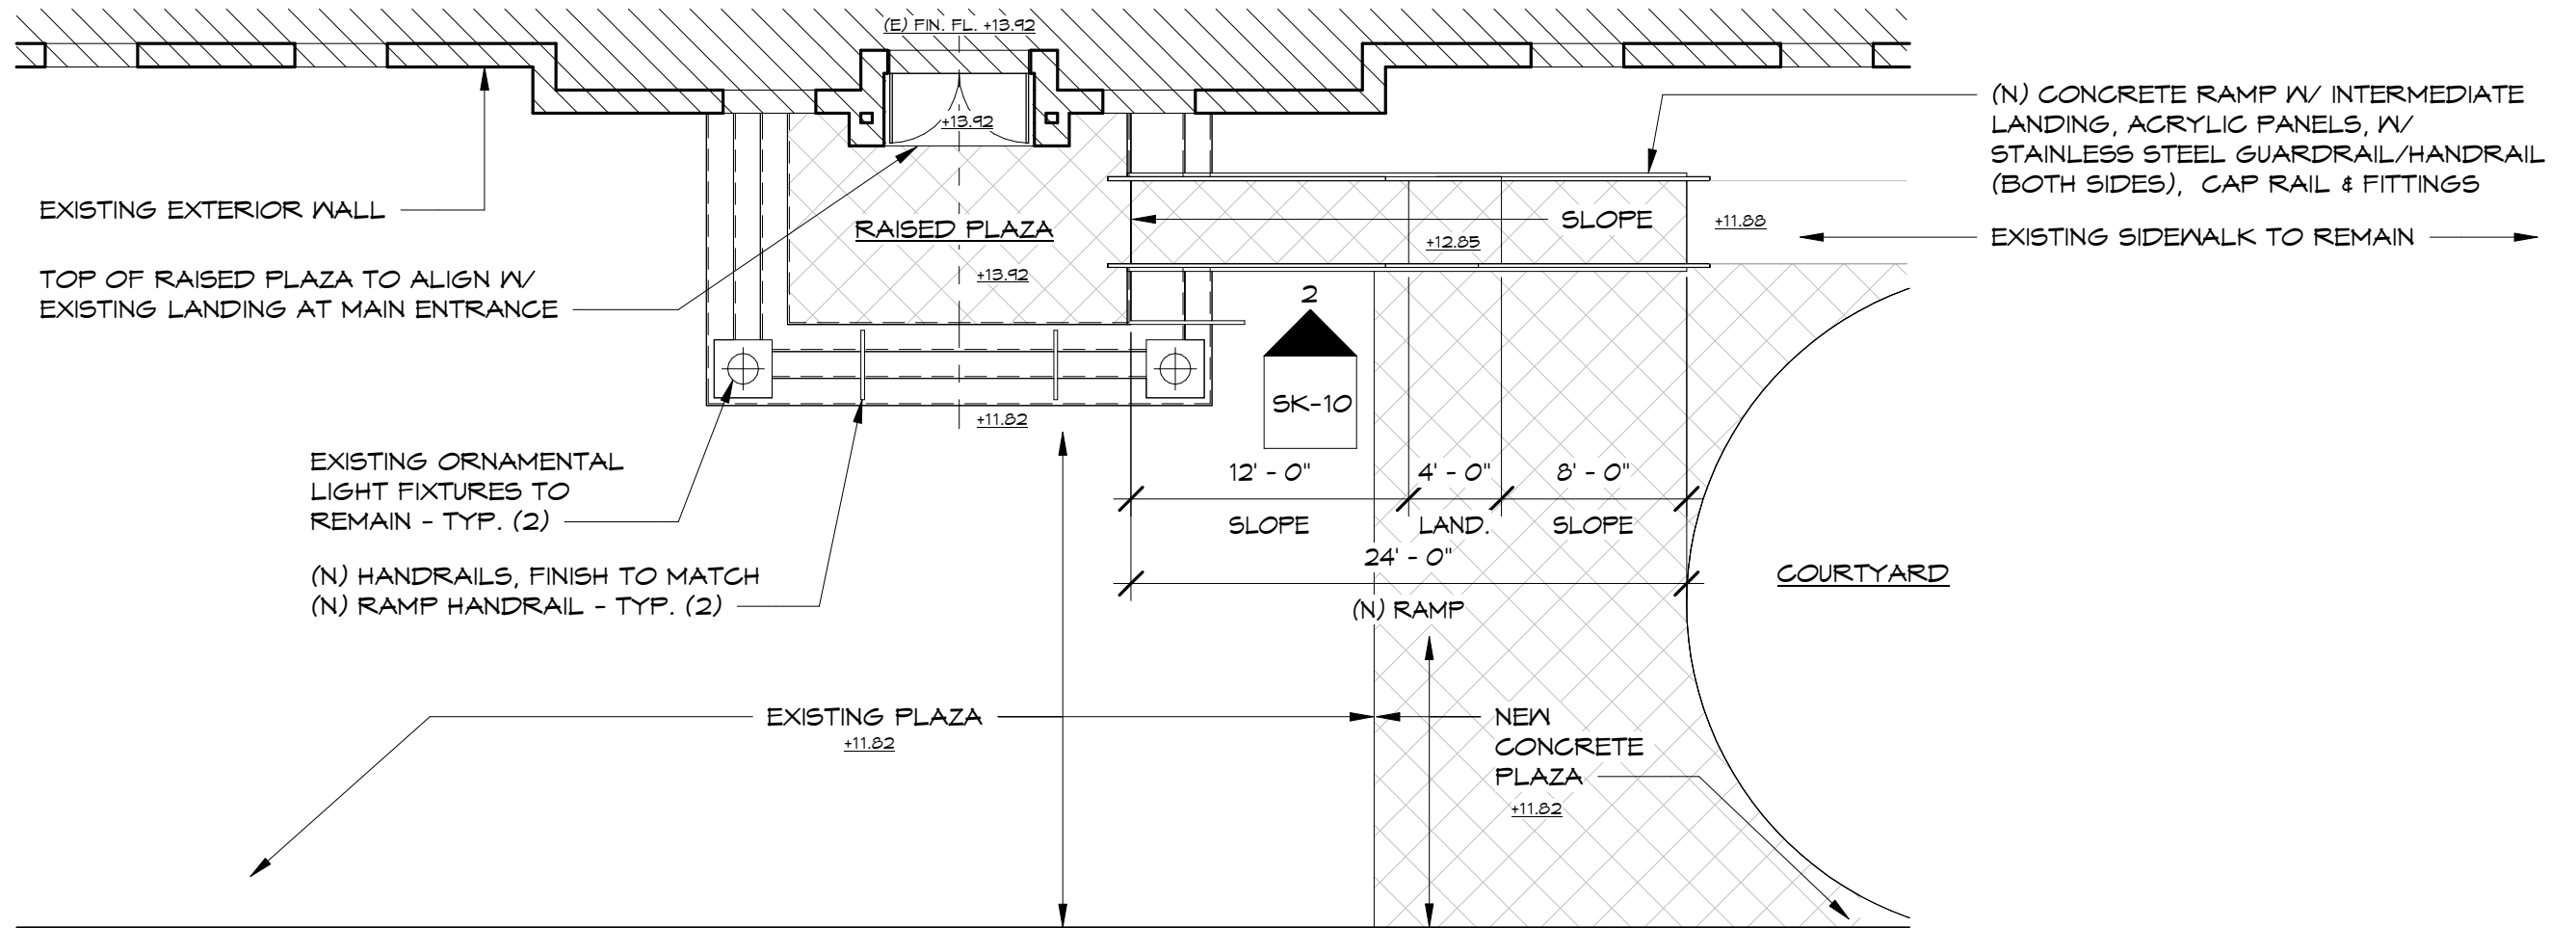 (E) FIN. FL. +13.92
+13.92
(N) CONCRETE RAMP W/ INTERMEDIATE
LANDING, ACRYLIC PANELS, W/
STAINLESS STEEL GUARDRAIL/HANDRAIL
(BOTH SIDES), CAP RAIL & FITTINGS
EXISTING EXTERIOR WALL
RAISED PLAZA
+13.92
SLOPE
+12.85
+11.88
EXISTING SIDEWALK TO REMAIN
TOP OF RAISED PLAZA TO ALIGN W/
EXISTING LANDING AT MAIN ENTRANCE
2
SK-10
+11.82
EXISTING ORNAMENTAL
LIGHT FIXTURES TO
REMAIN - TYP. (2)
12' - 0"
4' - 0"
8' - 0"
SLOPE
LAND.
SLOPE
24' - 0"
(N) RAMP
(N) HANDRAILS, FINISH TO MATCH
(N) RAMP HANDRAIL - TYP. (2)
COURTYARD
EXISTING PLAZA
+11.82
NEW
CONCRETE
PLAZA
+11.82